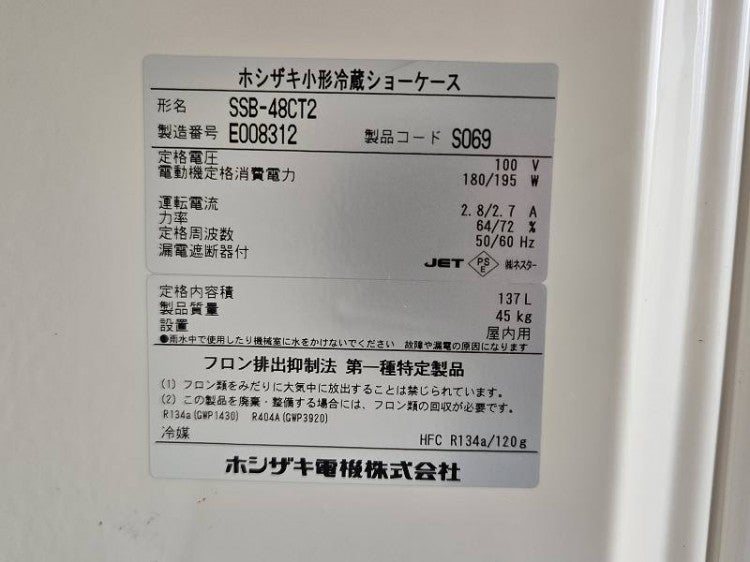 ホシザキ小形冷蔵ショーケース
形名 SSB-48CT2
製造番号 E008312 製品コード S069
定格電圧 100 V
電動機定格消費電力 180/195 W
運転電流 2.8/2.7 A
力率 64/72 %
定格周波数 50/60 Hz
漏電遮断器付 JET PSE ㈱ネスター
定格内容積 137 L
製品質量 45 kg
設置 屋内用
●雨水中で使用したり機械室に水をかけないでください 故障や漏電の原因になります
フロン排出抑制法 第一種特定製品
(1) フロン類をみだりに大気中に放出することは禁じられています。
(2) この製品を廃棄・整備する場合には、フロン類の回収が必要です。
R134a(GWP1430) R404A(GWP3920)
冷媒 HFC R134a/120g
ホシザキ電機株式会社